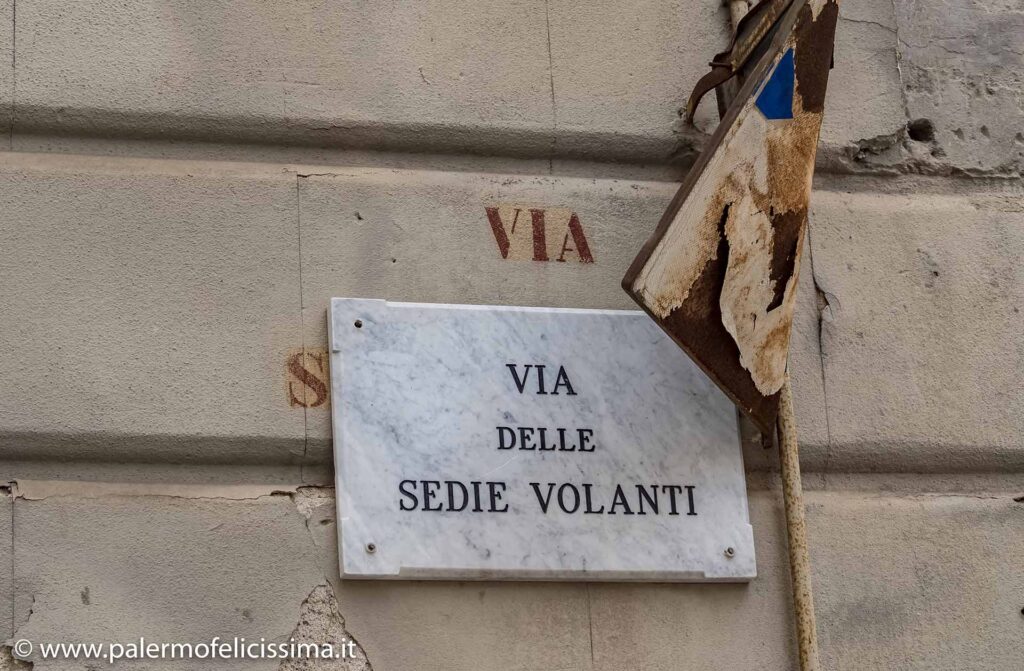 VIA
S
VIA
DELLE
SEDIE VOLANTI
© www.palermofelicissima.it